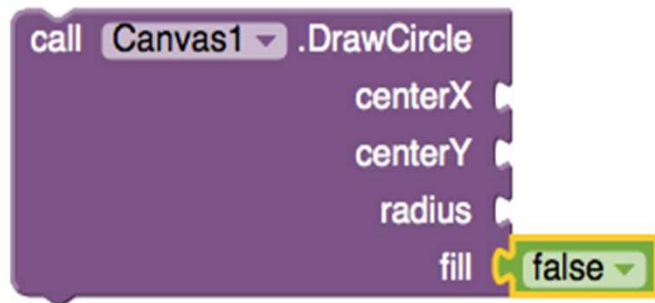 call Canvas1 .DrawCircle
centerX
centerY
radius
fill false